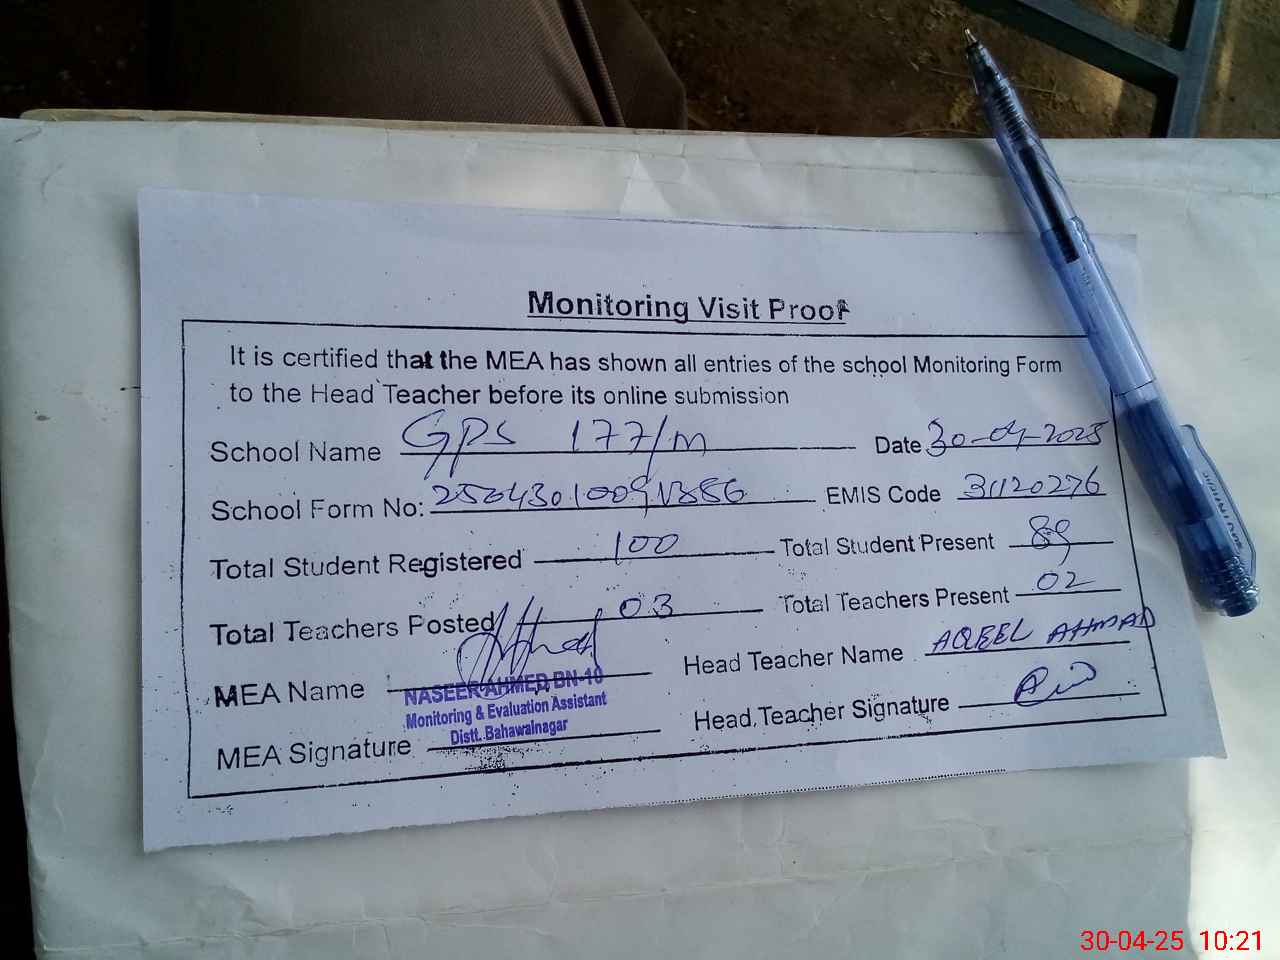 Monitoring Visit Proof
It is certified that the MEA has shown all entries of the school Monitoring Form
to the Head Teacher before its online submission
School Name GPS 177/m Date 30-04-2025
School Form No: EMIS Code 31120276
Total Student Registered 100 Total Student Present 89
Total Teachers Posted 03 Total Teachers Present 02
MEA Name Head Teacher Name AQEEL AHMAD
NASEER AHMED BN-10
Monitoring & Evaluation Assistant
Distt. Bahawalnagar
MEA Signature Head Teacher Signature
30-04-25 10:21